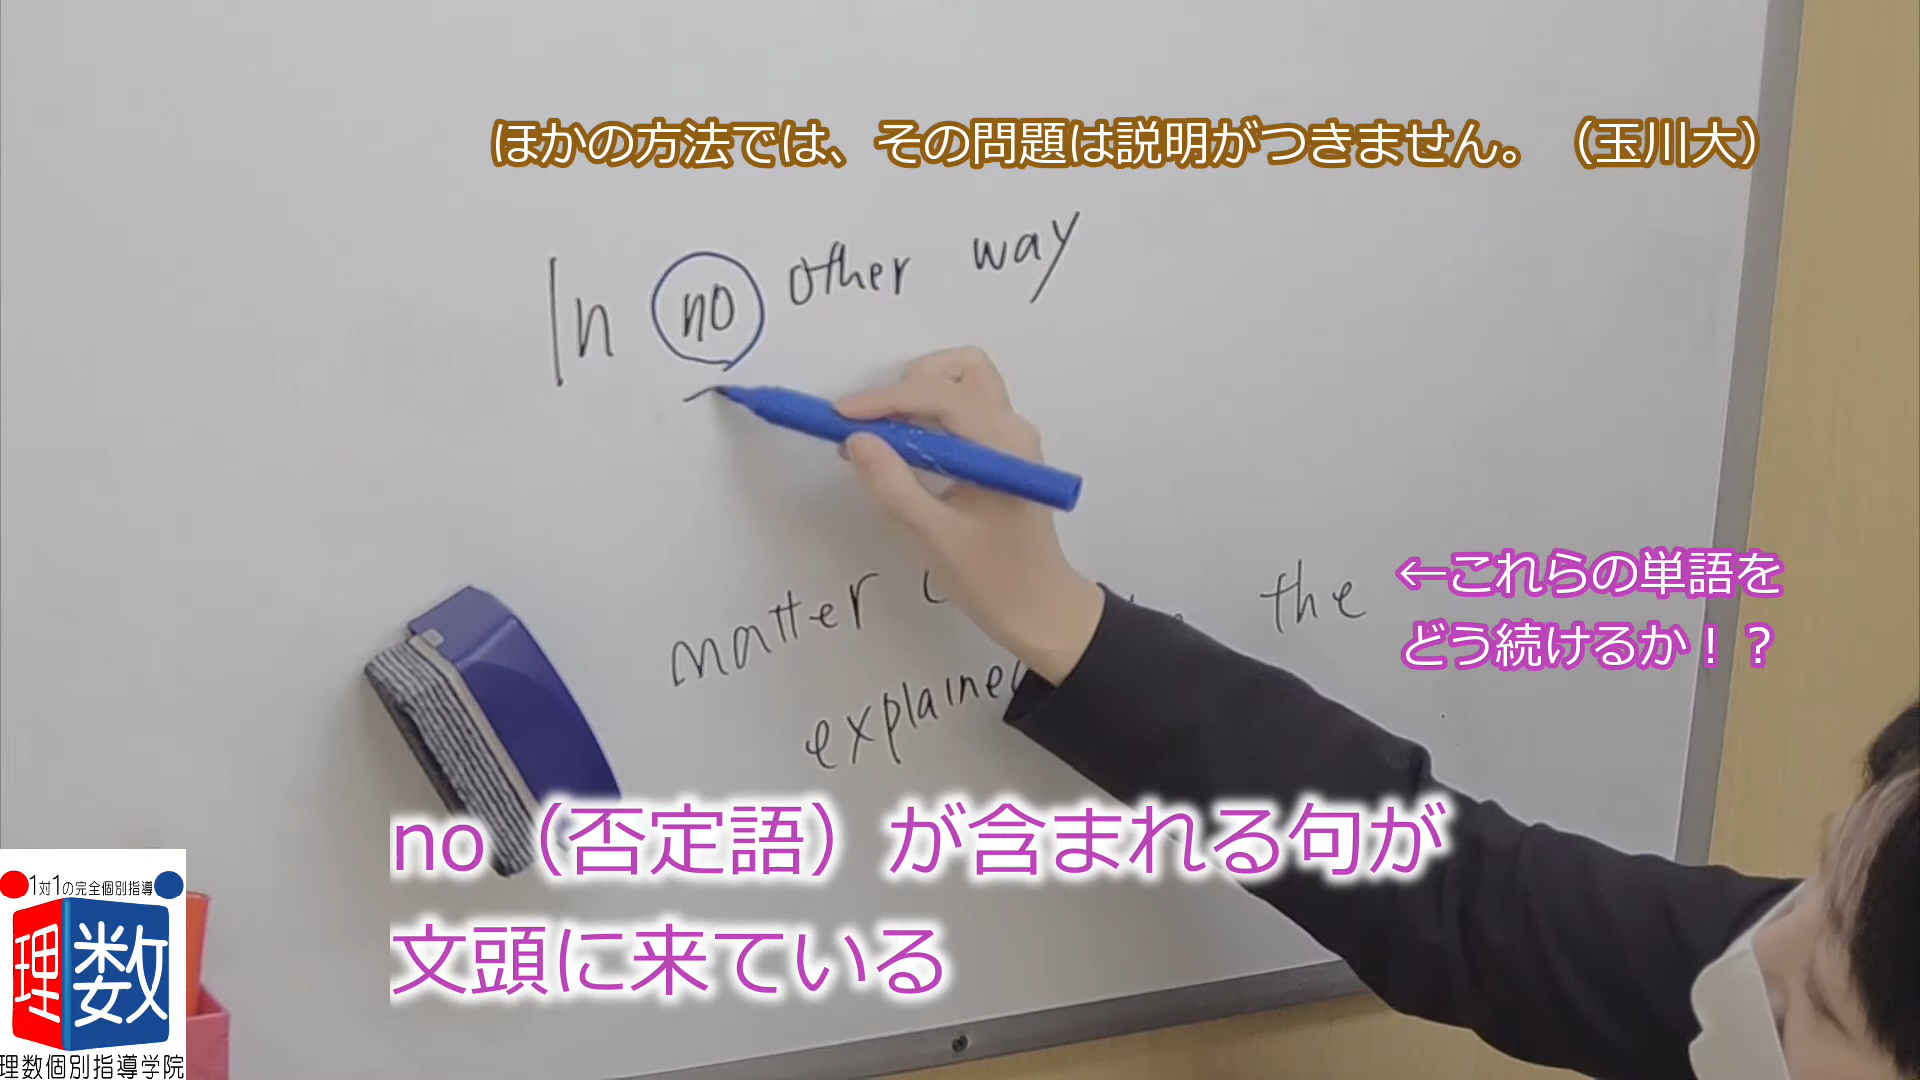 ほかの方法では、その問題は説明がつきません。（玉川大）
In no other way
matter the
explained
←これらの単語を
どう続けるか！？
no（否定語）が含まれる句が
文頭に来ている
1対1の完全個別指導
理数
理数個別指導学院